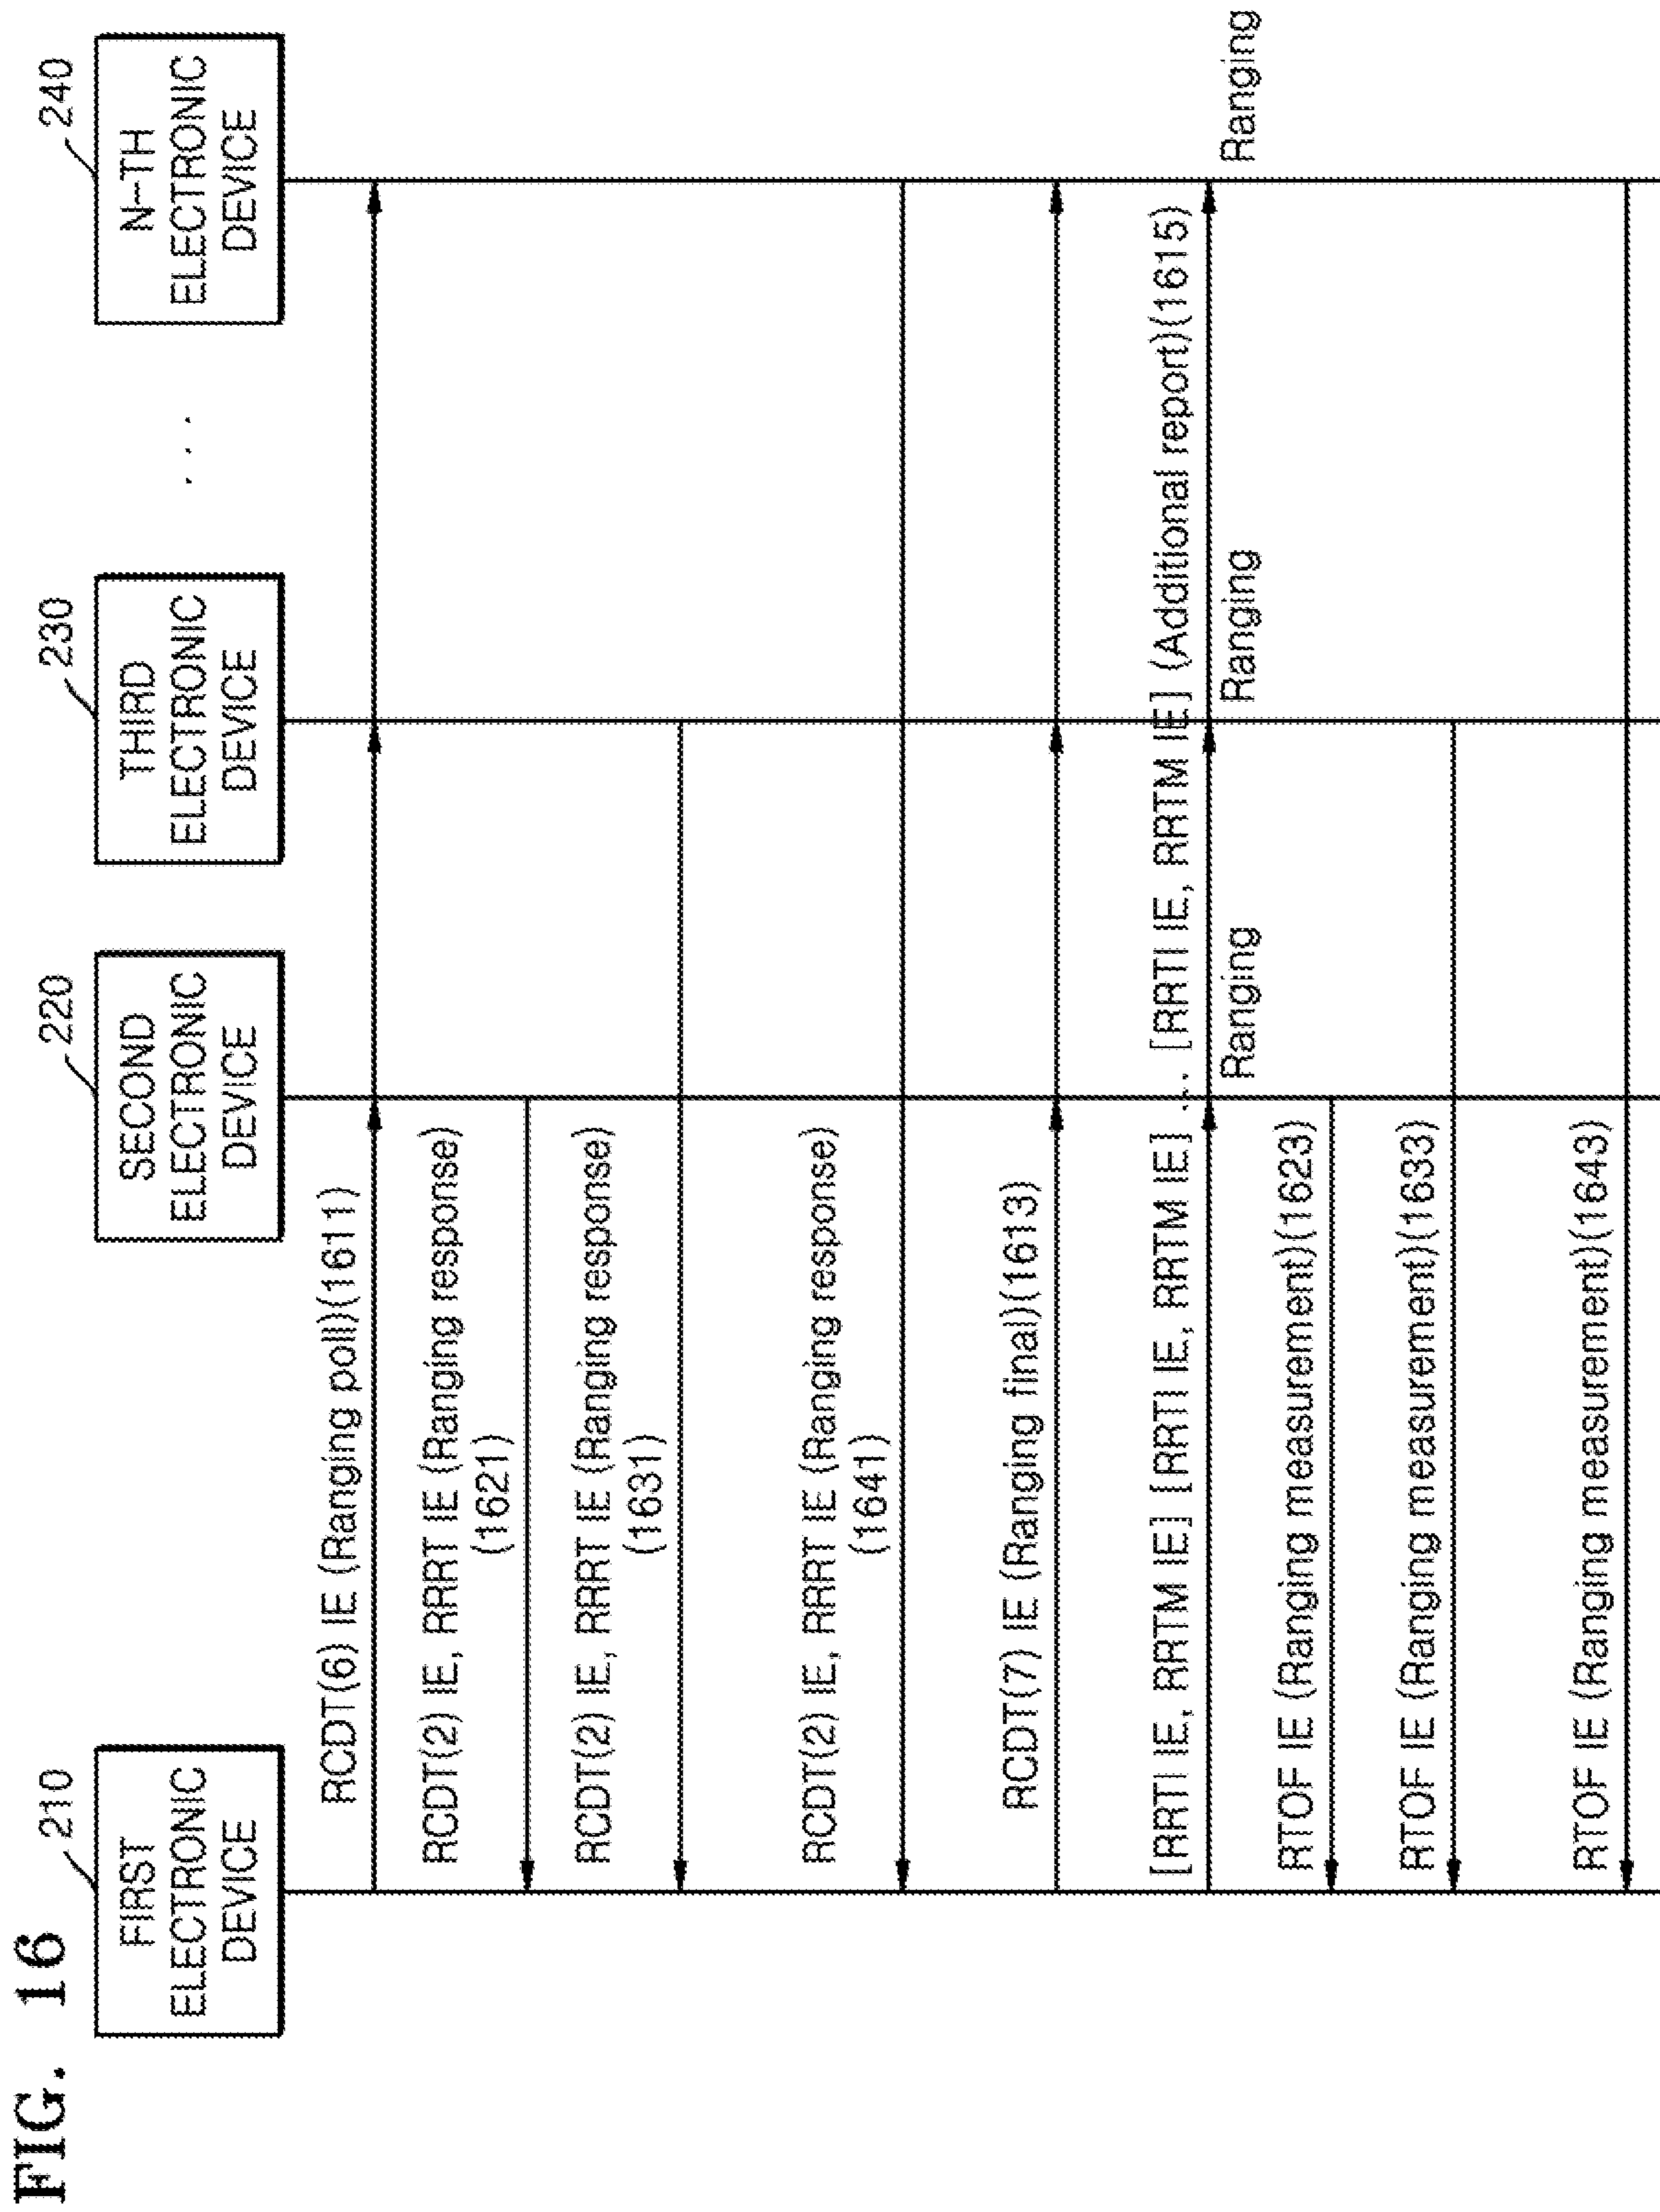 FIG. 16
210
FIRST
ELECTRONIC
DEVICE
220
SECOND
ELECTRONIC
DEVICE
230
THIRD
ELECTRONIC
DEVICE
. . .
240
N-TH
ELECTRONIC
DEVICE
RCDT(6) IE (Ranging poll)(1611)
RCDT(2) IE, RRRT IE (Ranging response)
(1621)
RCDT(2) IE, RRRT IE (Ranging response)
(1631)
RCDT(2) IE, RRRT IE (Ranging response)
(1641)
RCDT(7) IE (Ranging final)(1613)
[RRTI IE, RRTM IE] [RRTI IE, RRTM IE] ... [RRTI IE, RRTM IE] (Additional report)(1615)
Ranging
Ranging
Ranging
RTOF IE (Ranging measurement)(1623)
RTOF IE (Ranging measurement)(1633)
RTOF IE (Ranging measurement)(1643)